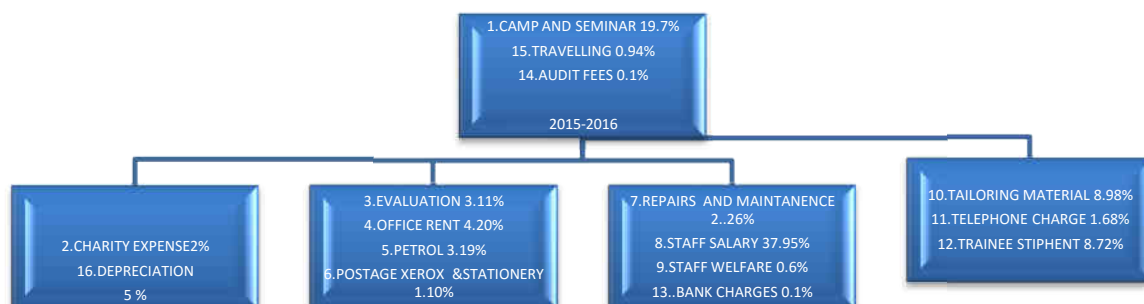 1.CAMP AND SEMINAR 19.7%
15.TRAVELLING 0.94%
14.AUDIT FEES 0.1%
2015-2016
2.CHARITY EXPENSE2%
16.DEPRECIATION
5 %
3.EVALUATION 3.11%
4.OFFICE RENT 4.20%
5.PETROL 3.19%
6.POSTAGE XEROX &STATIONERY
1.10%
7.REPAIRS AND MAINTANENCE
2..26%
8.STAFF SALARY 37.95%
9.STAFF WELFARE 0.6%
13..BANK CHARGES 0.1%
10.TAILORING MATERIAL 8.98%
11.TELEPHONE CHARGE 1.68%
12.TRAINEE STIPHENT 8.72%